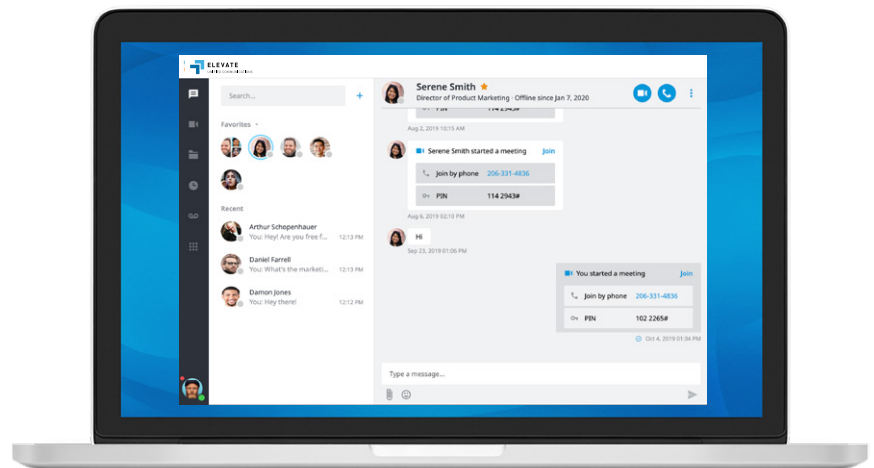 ELEVATE
UNIFIED COMMUNICATIONS
Search...
Favorites
Recent
Arthur Schopenhauer
You: Hey! Are you free f...
12:13 PM
Daniel Farrell
You: What's the marketi...
12:13 PM
Damon Jones
You: Hey there!
12:12 PM
Serene Smith
Director of Product Marketing · Offline since Jan 7, 2020
PIN 114 2943#
Aug 2, 2019 10:15 AM
Serene Smith started a meeting Join
Join by phone 206-331-4836
PIN 114 2943#
Aug 6, 2019 02:10 PM
Hi
Sep 23, 2019 01:06 PM
You started a meeting Join
Join by phone 206-331-4836
PIN 102 2265#
Oct 4, 2019 01:34 PM
Type a message...